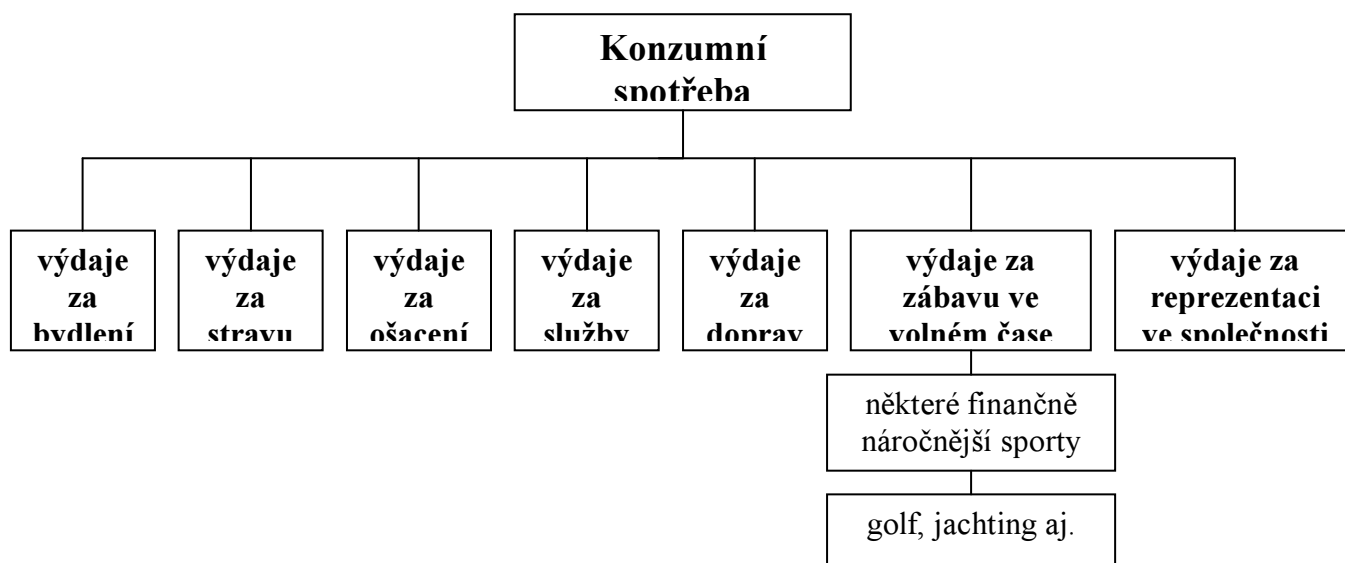 Konzumní
spotřeba
výdaje
za
bydlení
výdaje
za
stravu
výdaje
za
ošacení
výdaje
za
služby
výdaje
za
doprav
výdaje za
zábavu ve
volném čase
výdaje za
reprezentaci
ve společnosti
některé finančně
náročnější sporty
golf, jachting aj.